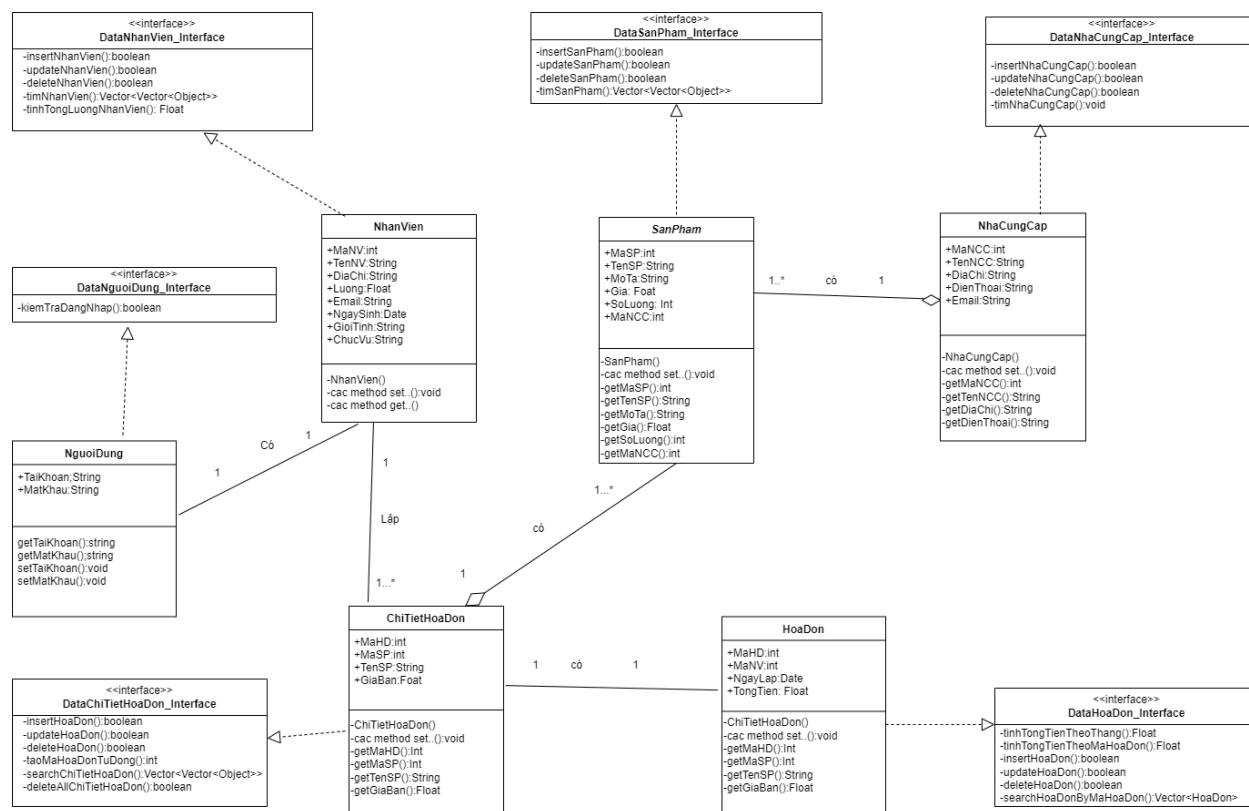 <<interface>>
DataNhanVien_Interface
-insertNhanVien():boolean
-updateNhanVien():boolean
-deleteNhanVien():boolean
-timNhanVien():Vector<Vector<Object>>
-tinhTongLuongNhanVien(): Float
<<interface>>
DataSanPham_Interface
-insertSanPham():boolean
-updateSanPham():boolean
-deleteSanPham():boolean
-timSanPham():Vector<Vector<Object>>
<<interface>>
DataNhaCungCap_Interface
-insertNhaCungCap():boolean
-updateNhaCungCap():boolean
-deleteNhaCungCap():boolean
-timNhaCungCap():void
NhanVien
+MaNV:int
+TenNV:String
+DiaChi:String
+Luong:Float
+Email:String
+NgaySinh:Date
+GioiTinh:String
+ChucVu:String
-NhanVien()
-cac method set..():void
-cac method get..()
SanPham
+MaSP:int
+TenSP:String
+MoTa:String
+Gia: Foat
+SoLuong: Int
+MaNCC:int
-SanPham()
-cac method set..():void
-getMaSP():int
-getTenSP():String
-getMoTa():String
-getGia():Float
-getSoLuong():int
-getMaNCC():int
1..*
có
1
NhaCungCap
+MaNCC:int
+TenNCC:String
+DiaChi:String
+DienThoai:String
+Email:String
-NhaCungCap()
-cac method set..():void
-getMaNCC():int
-getTenNCC():String
-getDiaChi():String
-getDienThoai():String
<<interface>>
DataNguoiDung_Interface
-kiemTraDangNhap():boolean
NguoiDung
+TaiKhoan;String
+MatKhau:String
getTaiKhoan():string
getMatKhau();string
setTaiKhoan():void
setMatKhau():void
1
Có
1
1
Lập
1...*
1...*
có
1
ChiTietHoaDon
+MaHD:int
+MaSP:int
+TenSP:String
+GiaBan:Foat
-ChiTietHoaDon()
-cac method set..():void
-getMaHD():Int
-getMaSP():Int
-getTenSP():String
-getGiaBan():Float
1
có
1
HoaDon
+MaHD:int
+MaNV:int
+NgayLap:Date
+TongTien: Float
-ChiTietHoaDon()
-cac method set..():void
-getMaHD():Int
-getMaSP():Int
-getTenSP():String
-getGiaBan():Float
<<interface>>
DataChiTietHoaDon_Interface
-insertHoaDon():boolean
-updateHoaDon():boolean
-deleteHoaDon():boolean
-taoMaHoaDonTuDong():int
-searchChiTietHoaDon():Vector<Vector<Object>>
-deleteAllChiTietHoaDon():boolean
<<interface>>
DataHoaDon_Interface
-tinhTongTienTheoThang():Float
-tinhTongTienTheoMaHoaDon():Float
-insertHoaDon():boolean
-updateHoaDon():boolean
-deleteHoaDon():boolean
-searchHoaDonByMaHoaDon():Vector<HoaDon>